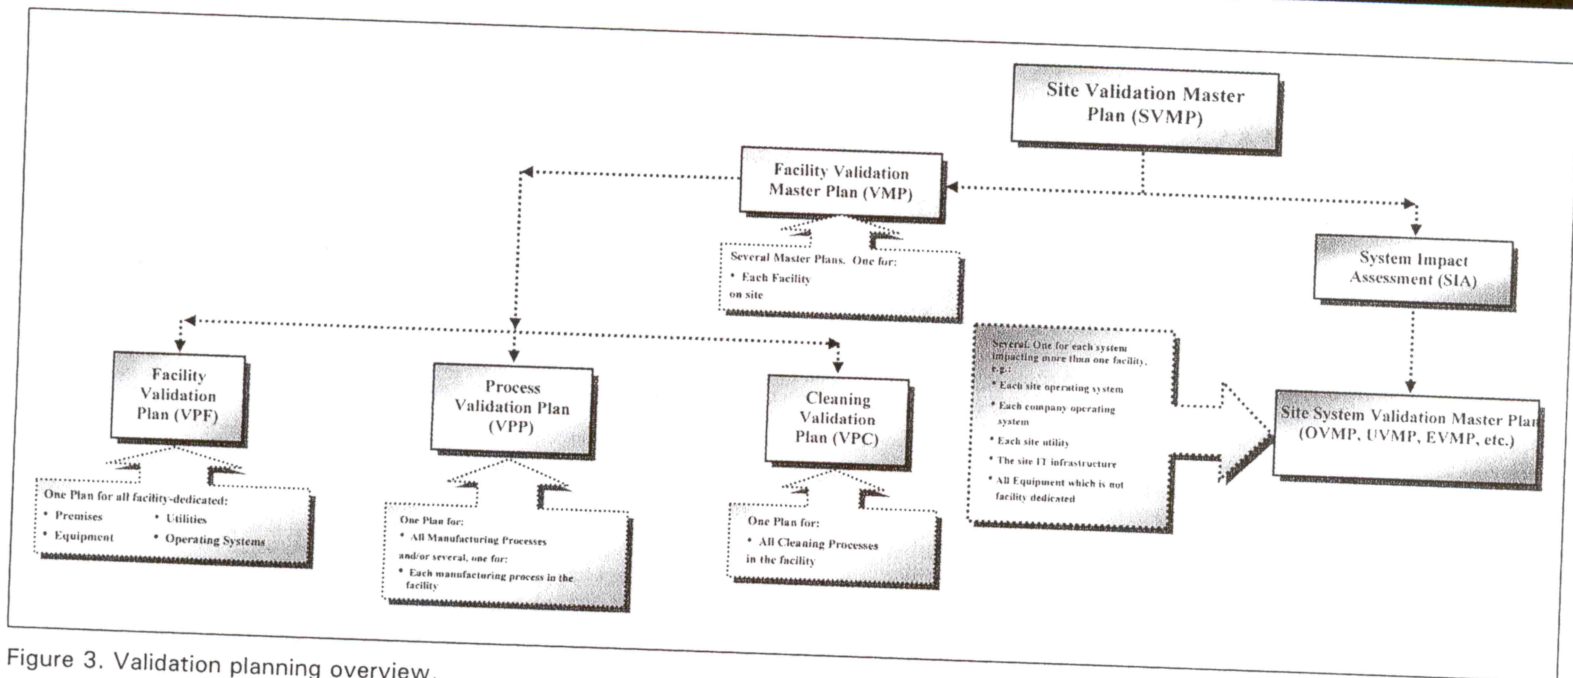 Site Validation Master
Plan (SVMP)
Facility Validation
Master Plan (VMP)
Several Master Plans. One for:
• Each Facility
on site
System Impact
Assessment (SIA)
Facility
Validation
Plan (VPF)
One Plan for all facility-dedicated:
• Premises • Utilities
• Equipment • Operating Systems
Process
Validation Plan
(VPP)
One Plan for:
• All Manufacturing Processes
and/or several, one for:
• Each manufacturing process in the
facility
Cleaning
Validation
Plan (VPC)
One Plan for:
• All Cleaning Processes
in the facility
Several. One for each system
impacting more than one facility,
e.g.:
• Each site operating system
• Each company operating
system
• Each site utility
• The site IT infrastructure
• All Equipment which is not
facility dedicated
Site System Validation Master Plan
(OVMP, UVMP, EVMP, etc.)
Figure 3. Validation planning overview.